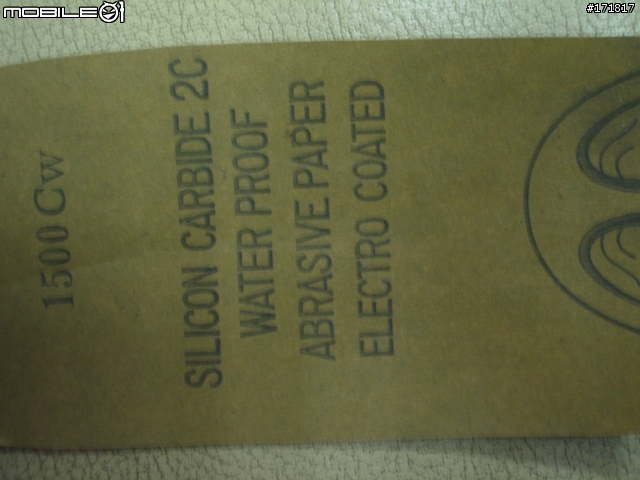 MOBILE01
#171817
1500 Cw
SILICON CARBIDE 2C
WATER PROOF
ABRASIVE PAPER
ELECTRO COATED